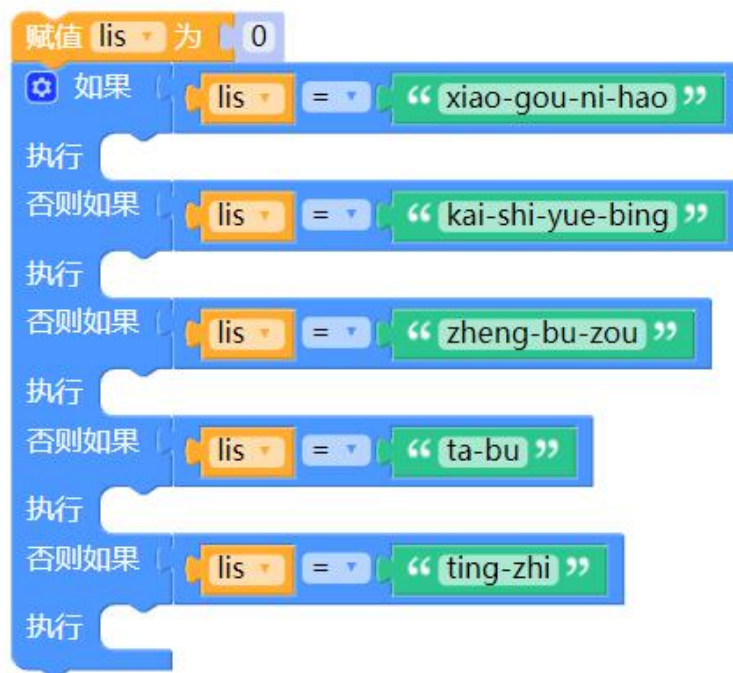 赋值 lis 为 0
如果 lis = “ xiao-gou-ni-hao ”
执行
否则如果 lis = “ kai-shi-yue-bing ”
执行
否则如果 lis = “ zheng-bu-zou ”
执行
否则如果 lis = “ ta-bu ”
执行
否则如果 lis = “ ting-zhi ”
执行